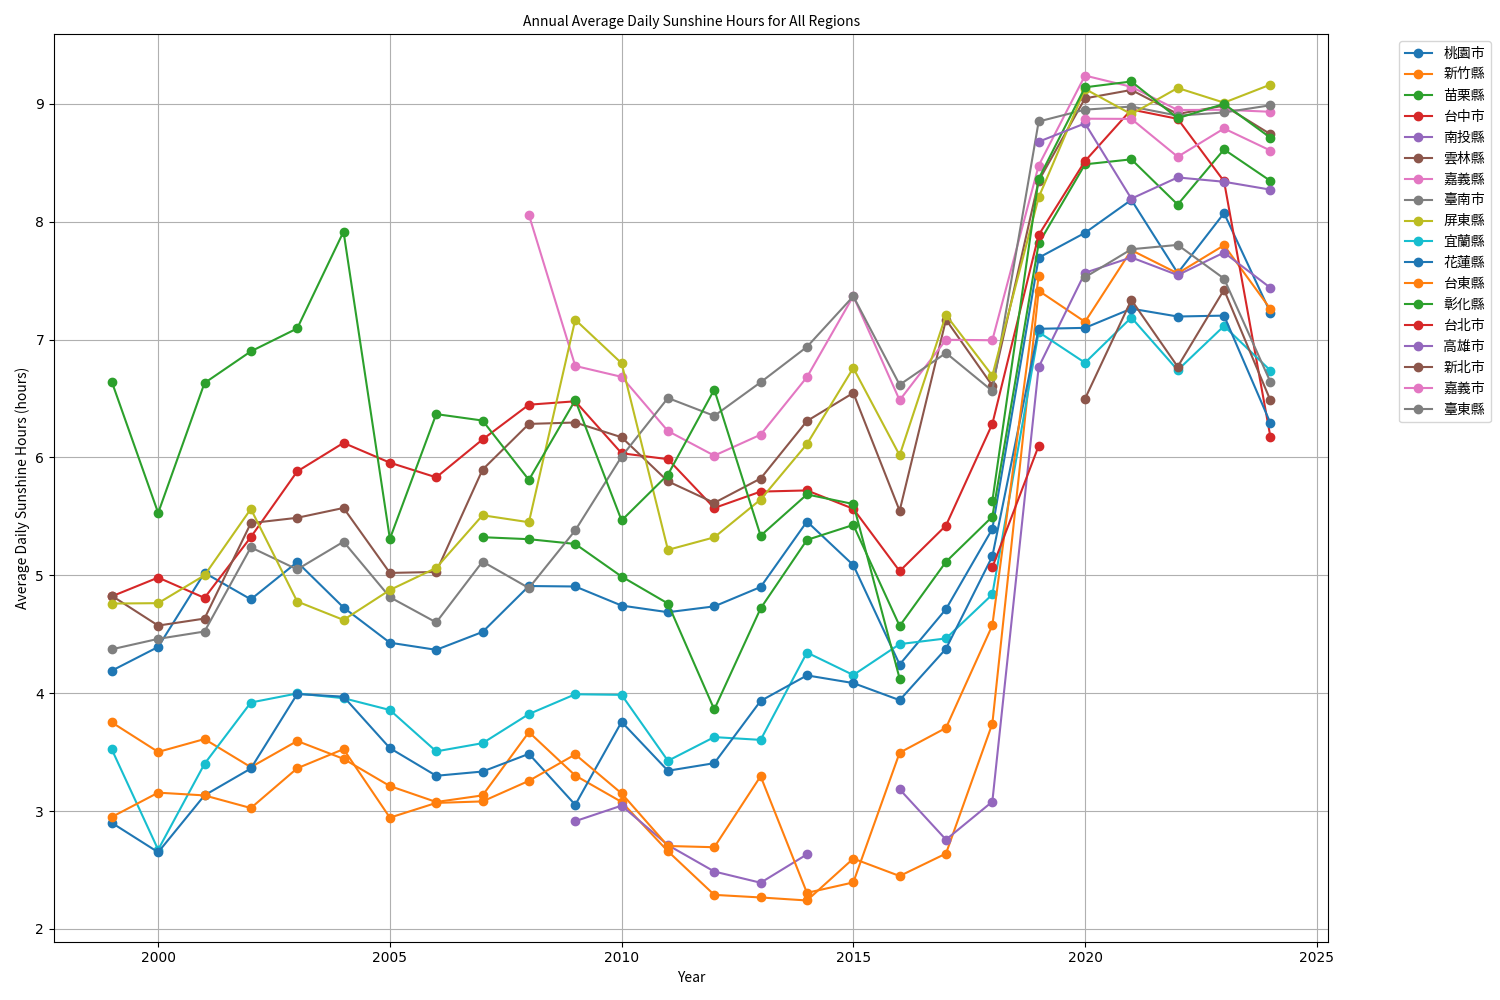 Annual Average Daily Sunshine Hours for All Regions
Average Daily Sunshine Hours (hours)
9
8
7
6
5
4
3
2
2000
2005
2010
2015
2020
2025
Year
桃園市
新竹縣
苗栗縣
台中市
南投縣
雲林縣
嘉義縣
臺南市
屏東縣
宜蘭縣
花蓮縣
台東縣
彰化縣
台北市
高雄市
新北市
嘉義市
臺東縣